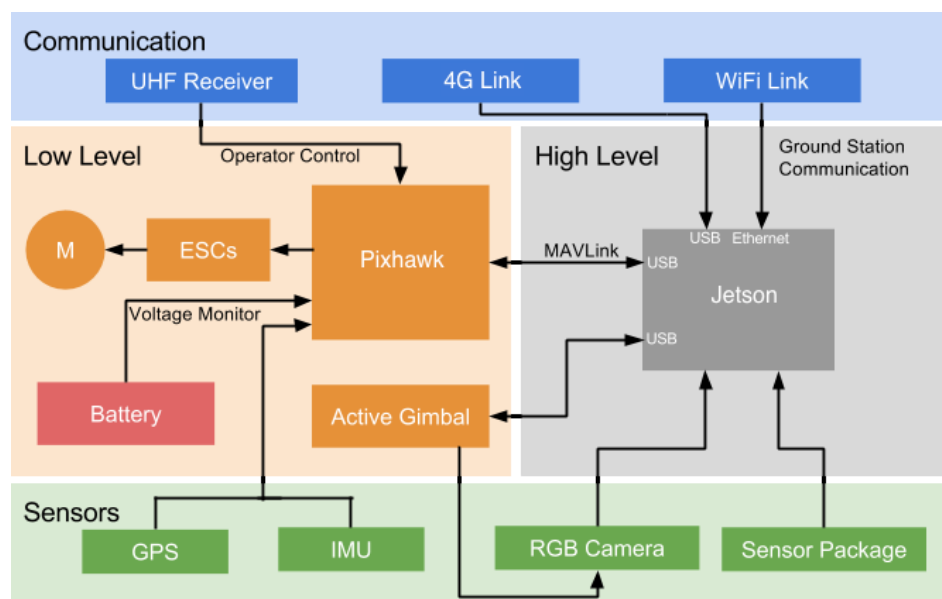 Communication
UHF Receiver
4G Link
WiFi Link
Low Level
Operator Control
High Level
Ground Station
Communication
M
ESCs
Pixhawk
MAVLink
USB
Ethernet
USB
Jetson
USB
Voltage Monitor
Battery
Active Gimbal
Sensors
GPS
IMU
RGB Camera
Sensor Package